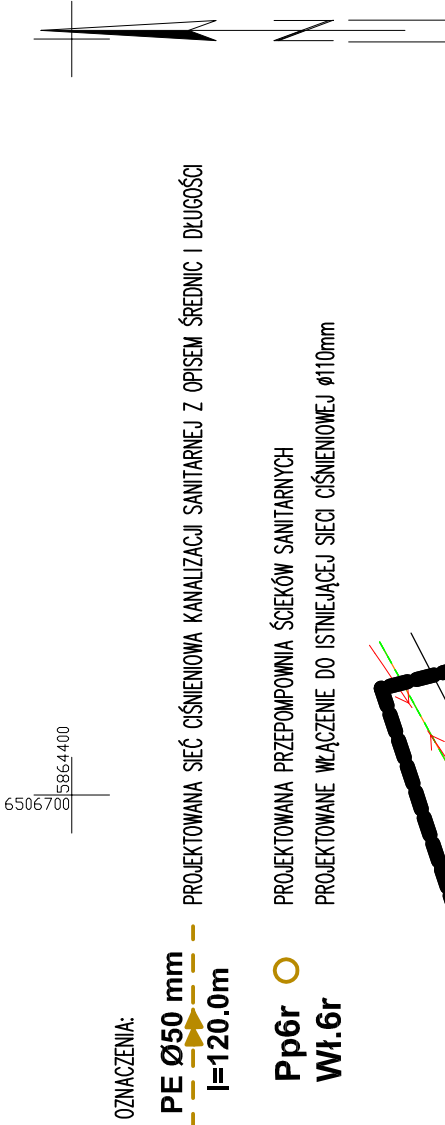 OZNACZENIA:
PE Ø50 mm
l=120.0m
PROJEKTOWANA SIEĆ CIŚNIENIOWA KANALIZACJI SANITARNEJ Z OPISEM ŚREDNIC I DŁUGOŚCI
Pp6r
PROJEKTOWANA PRZEPOMPOWNIA ŚCIEKÓW SANITARNYCH
Wł.6r
PROJEKTOWANE WŁĄCZENIE DO ISTNIEJĄCEJ SIECI CIŚNIENIOWEJ ø110mm
5864400
6506700
N